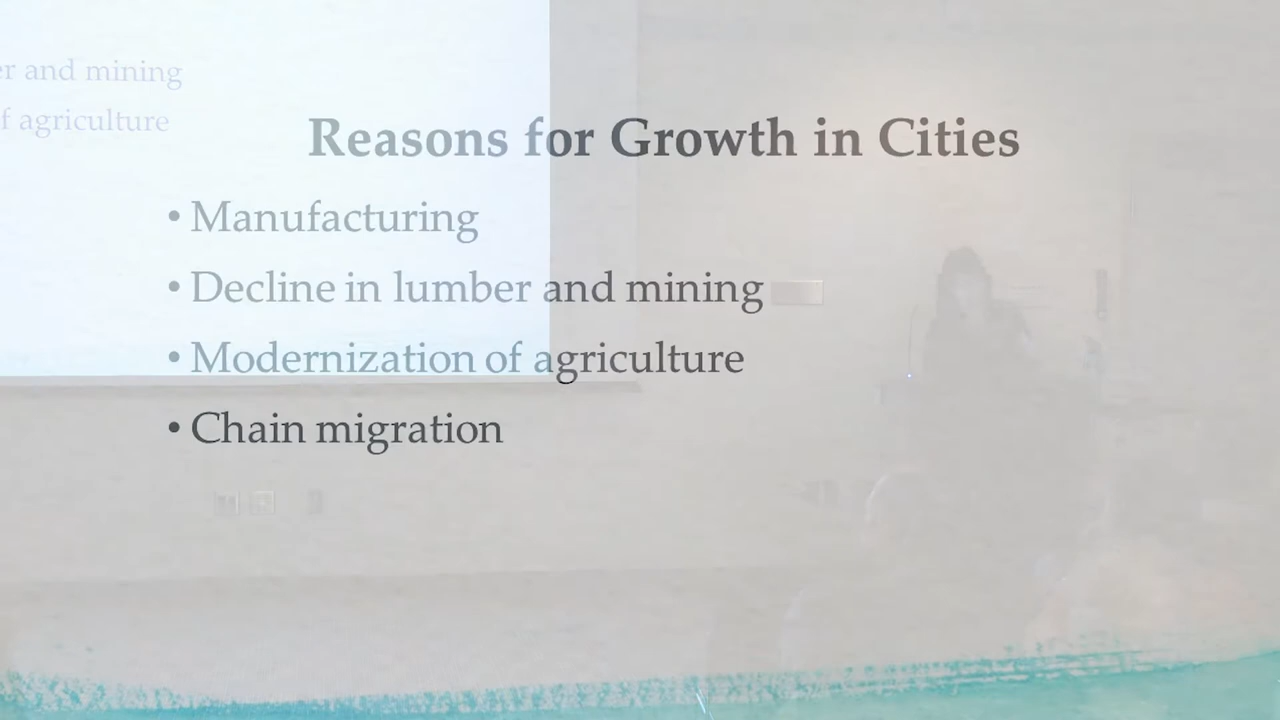 er and mining
f agriculture
Reasons for Growth in Cities
• Manufacturing
• Decline in lumber and mining
• Modernization of agriculture
• Chain migration